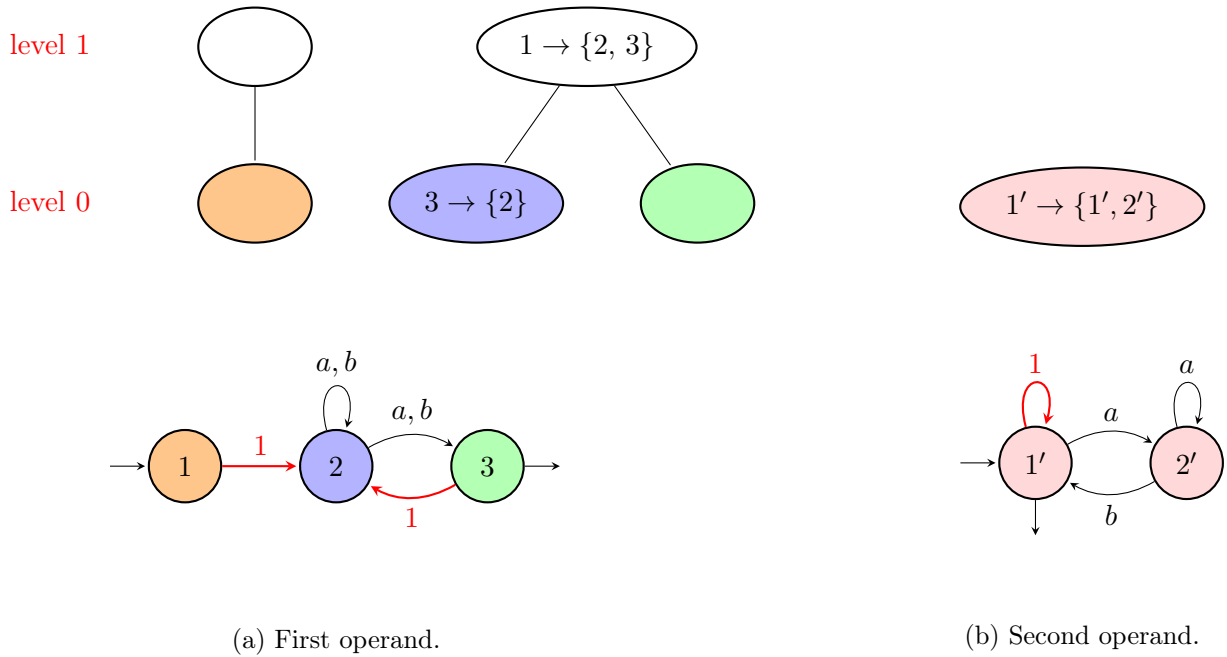 level 1
1 → {2, 3}
level 0
3 → {2}
1′ → {1′, 2′}
a, b
1
a
a, b
a
1
1
2
3
1′
2′
1
b
(a) First operand.
(b) Second operand.